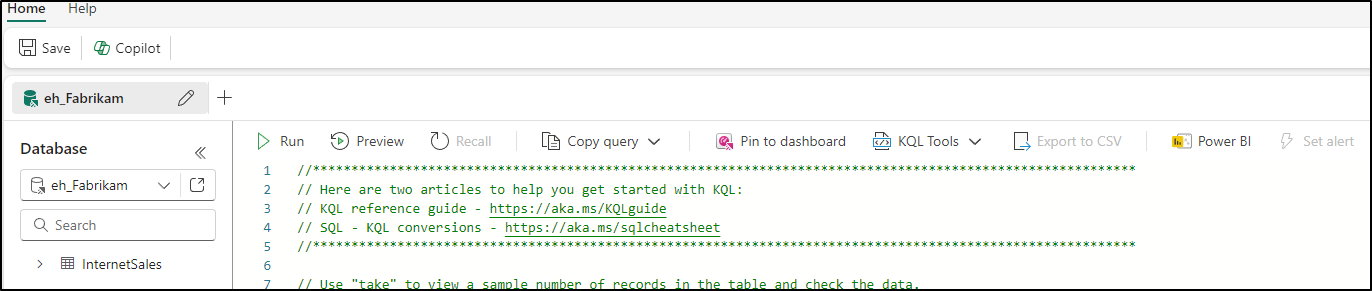 Home Help
Save Copilot
eh_Fabrikam
Run Preview Recall Copy query Pin to dashboard KQL Tools Export to CSV Power BI Set alert
Database
eh_Fabrikam
Search
InternetSales
1 //***********************************************************************************************************
2 // Here are two articles to help you get started with KQL:
3 // KQL reference guide - https://aka.ms/KQLguide
4 // SQL - KQL conversions - https://aka.ms/sqlcheatsheet
5 //***********************************************************************************************************
6
7 // Use "take" to view a sample number of records in the table and check the data.